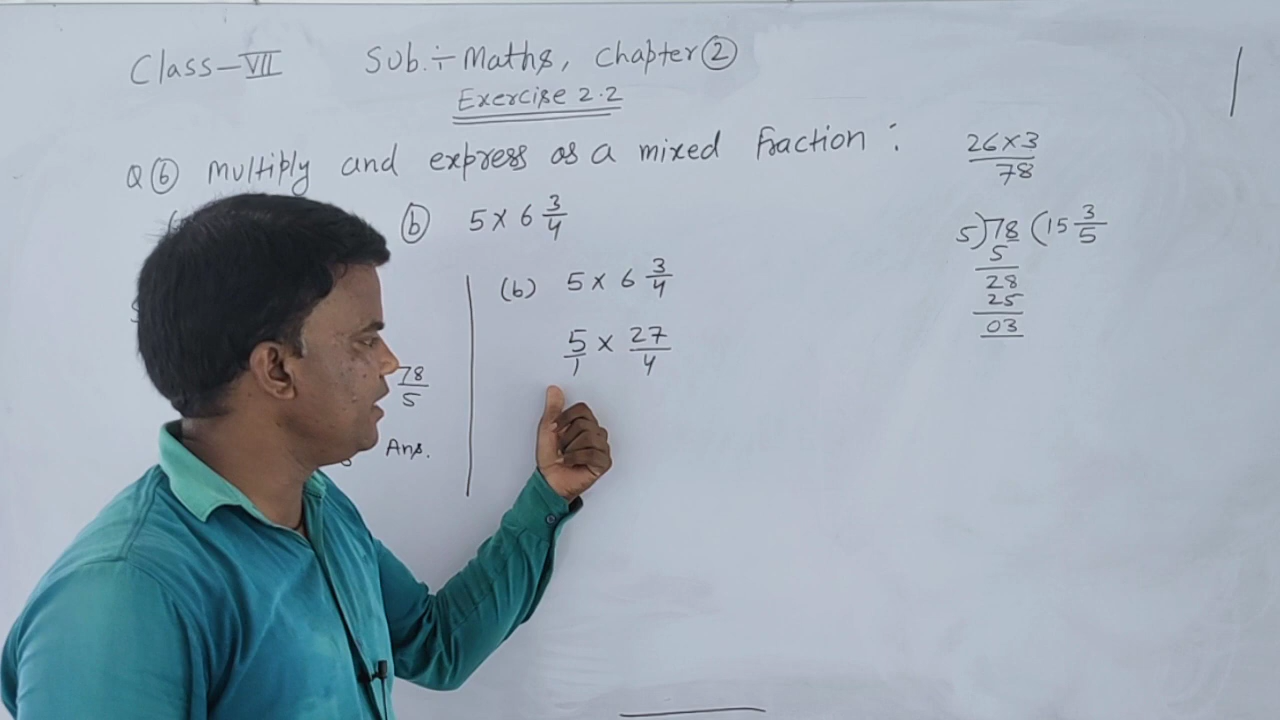 Class-VII Sub.÷ Maths, Chapter ②
Exercise 2.2
Q ⑥ Multiply and express as a mixed Fraction :
ⓑ 5 × 6 3/4
(b) 5 × 6 3/4
5/1 × 27/4
78/5
Ans.
26×3
78
5)78(15 3/5
5
28
25
03